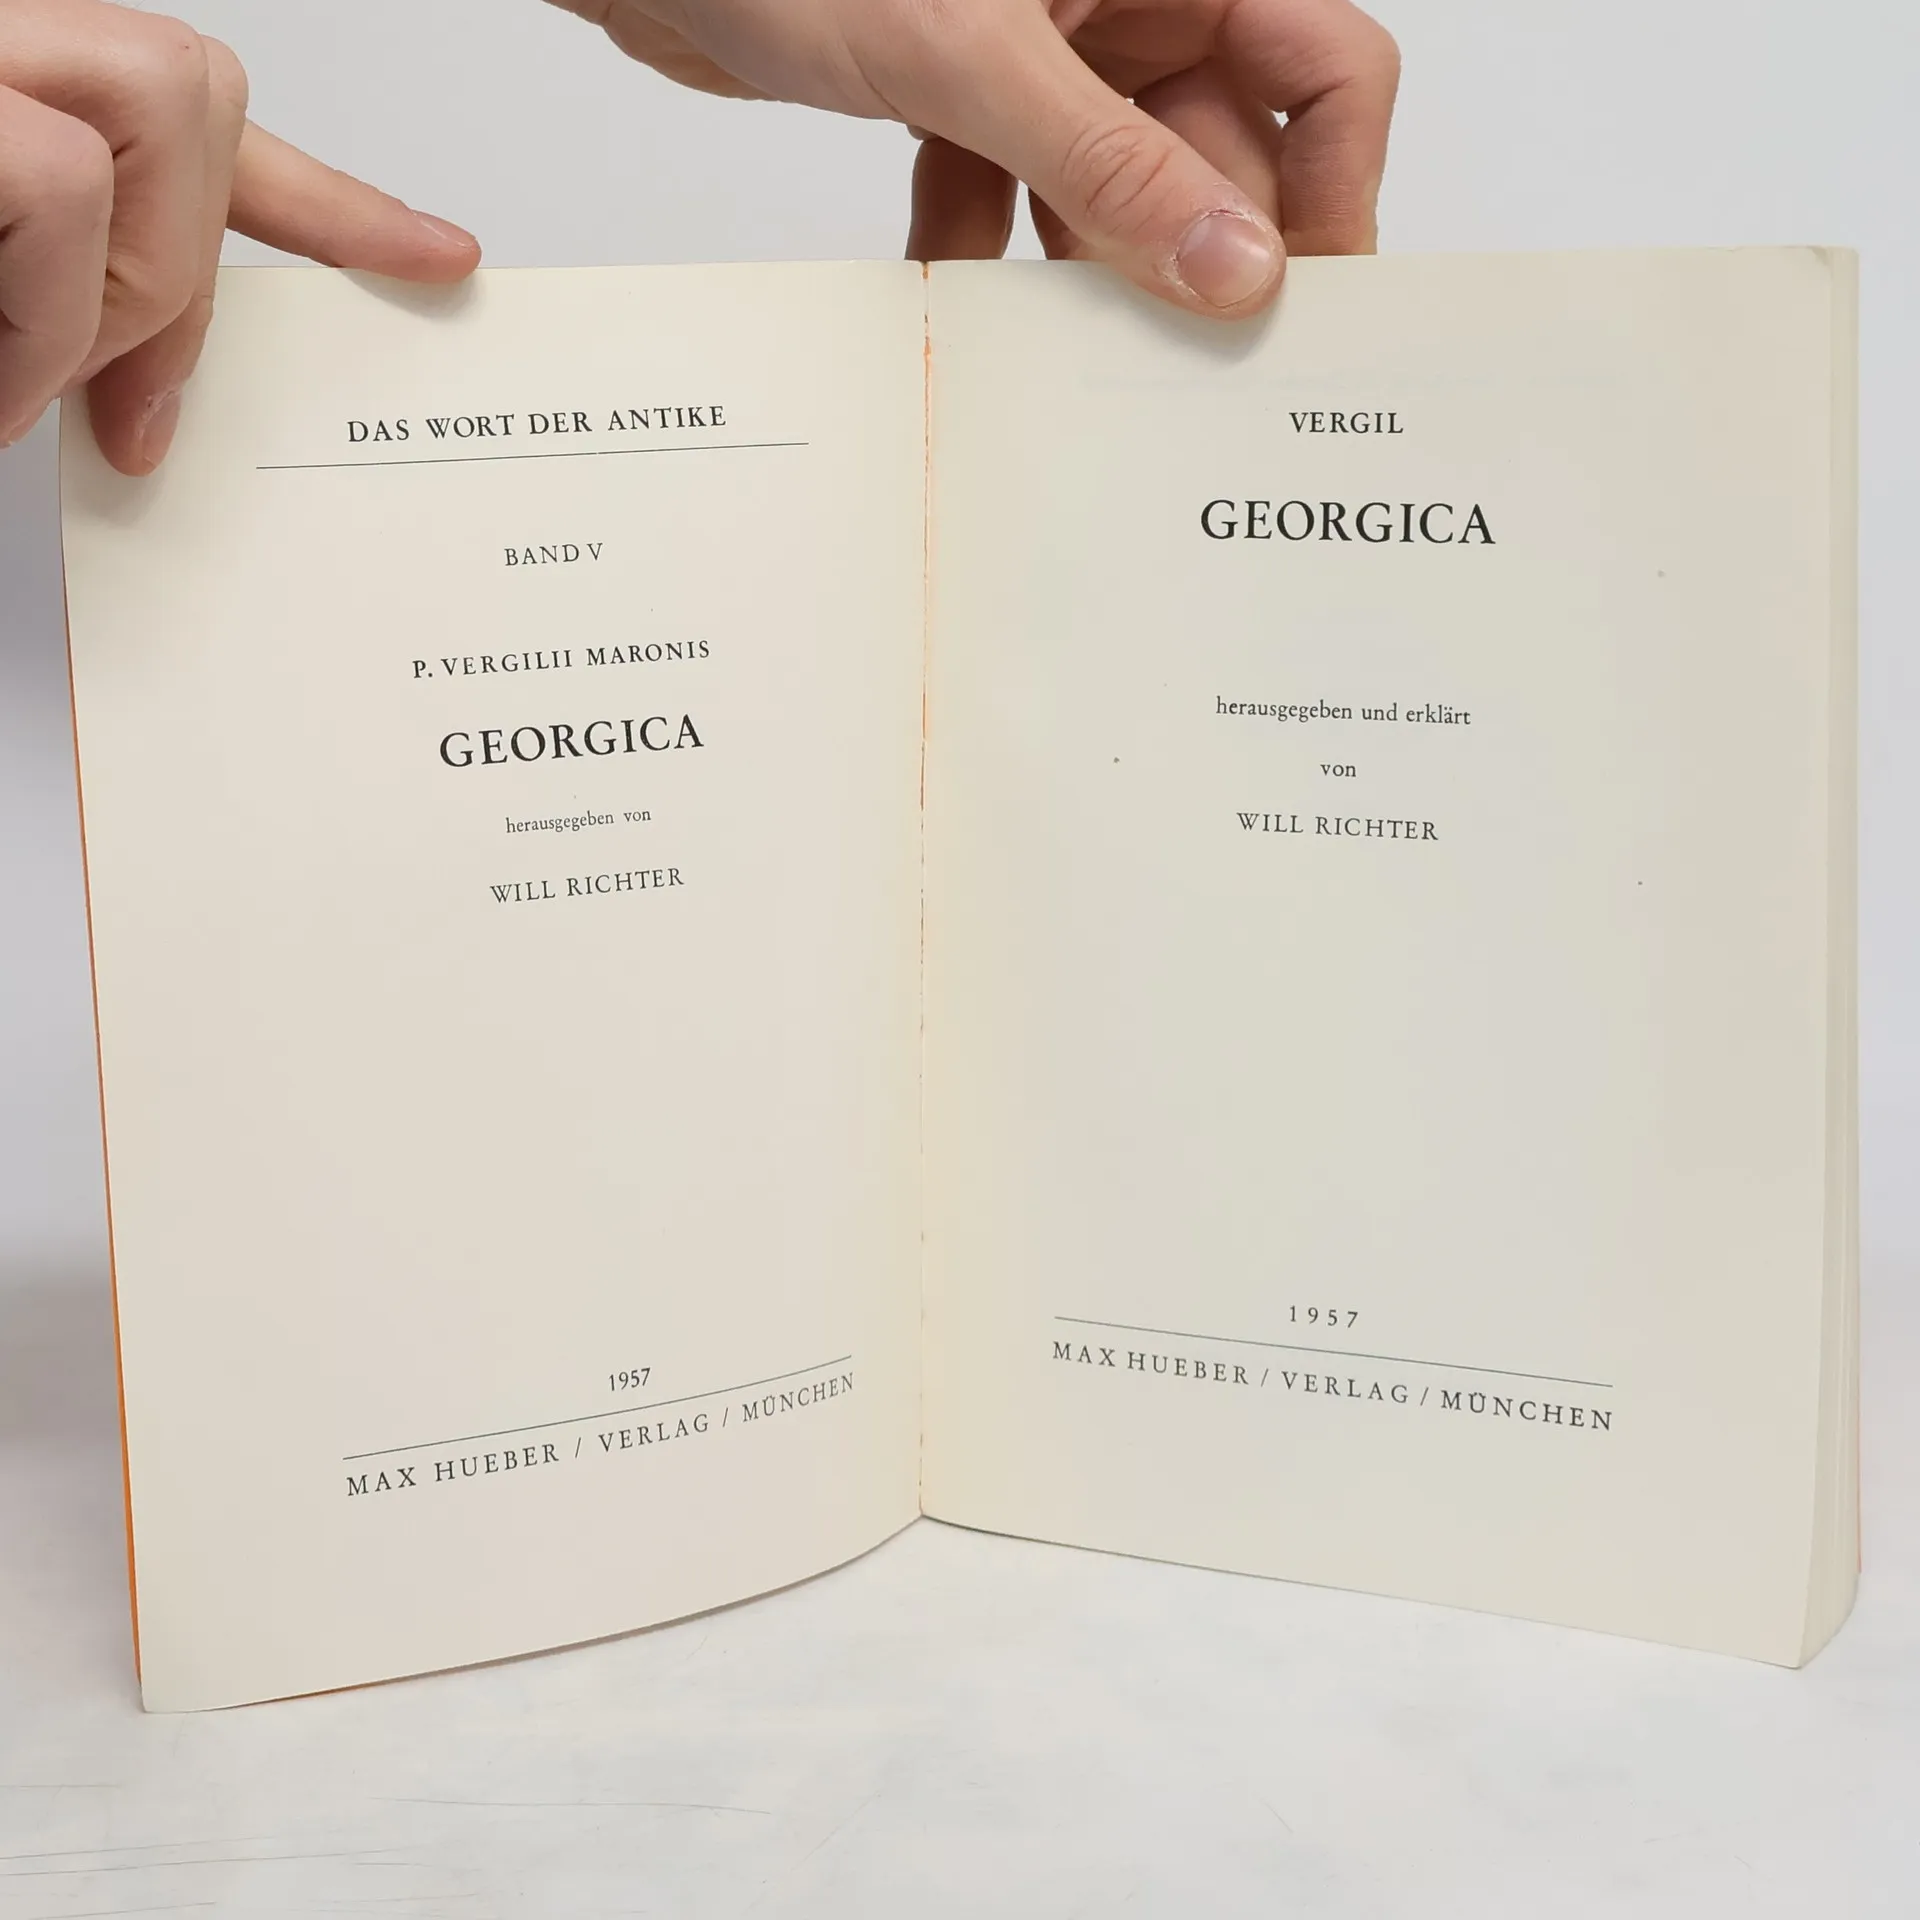 DAS WORT DER ANTIKE
BAND V
P. VERGILII MARONIS
GEORGICA
herausgegeben von
WILL RICHTER
1957
MAX HUEBER / VERLAG / MÜNCHEN
VERGIL
GEORGICA
herausgegeben und erklärt
von
WILL RICHTER
1957
MAX HUEBER / VERLAG / MÜNCHEN